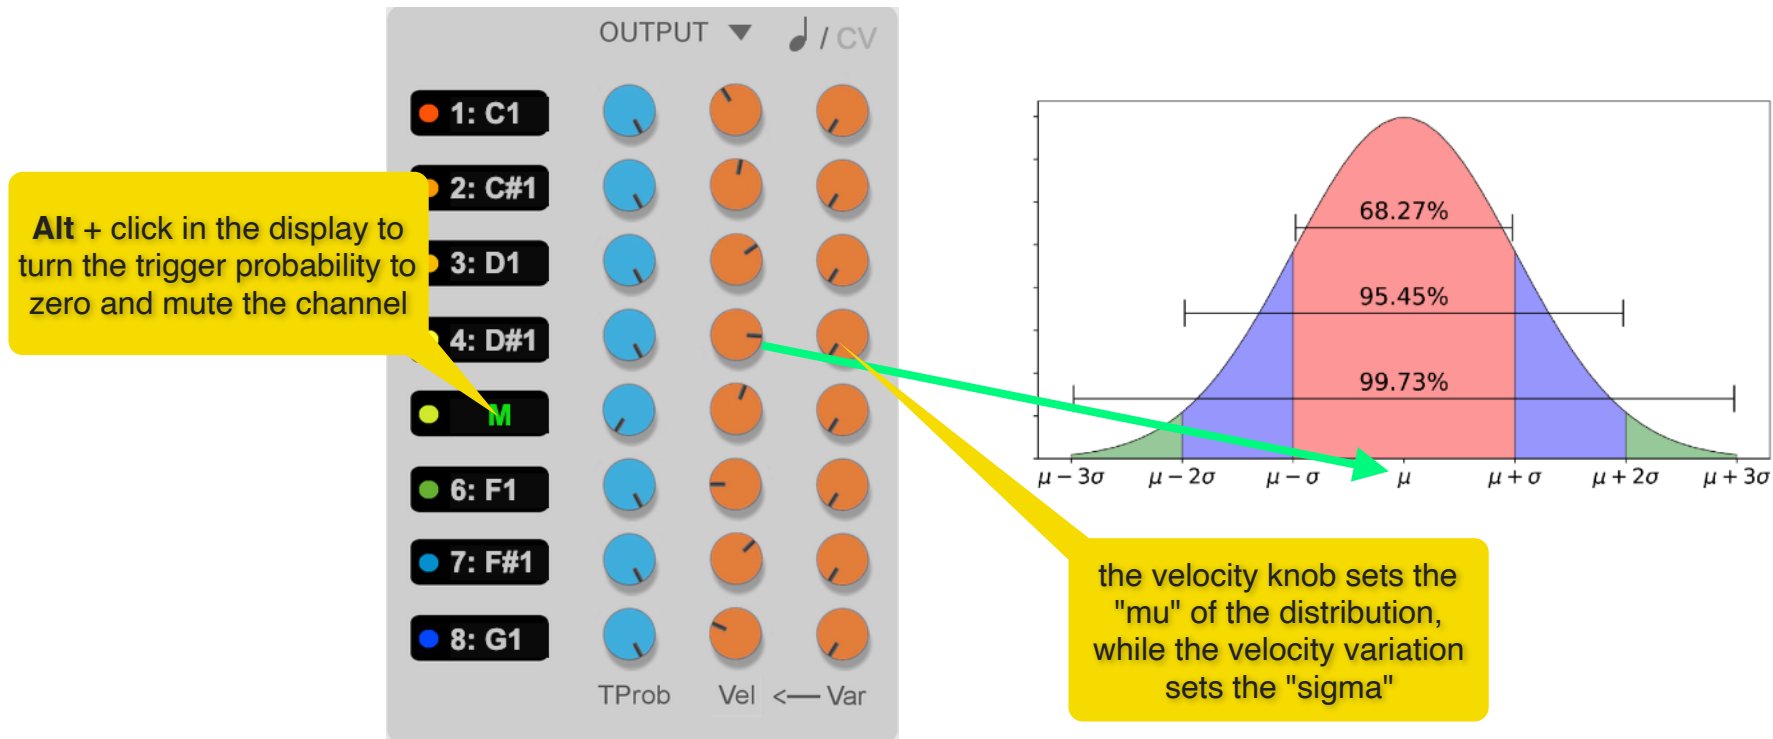 OUTPUT ▼ ♩ / CV
1: C1
2: C#1
3: D1
4: D#1
M
6: F1
7: F#1
8: G1
TProb Vel <— Var
Alt + click in the display to
turn the trigger probability to
zero and mute the channel
68.27%
95.45%
99.73%
μ − 3σ μ − 2σ μ − σ μ μ + σ μ + 2σ μ + 3σ
the velocity knob sets the
"mu" of the distribution,
while the velocity variation
sets the "sigma"